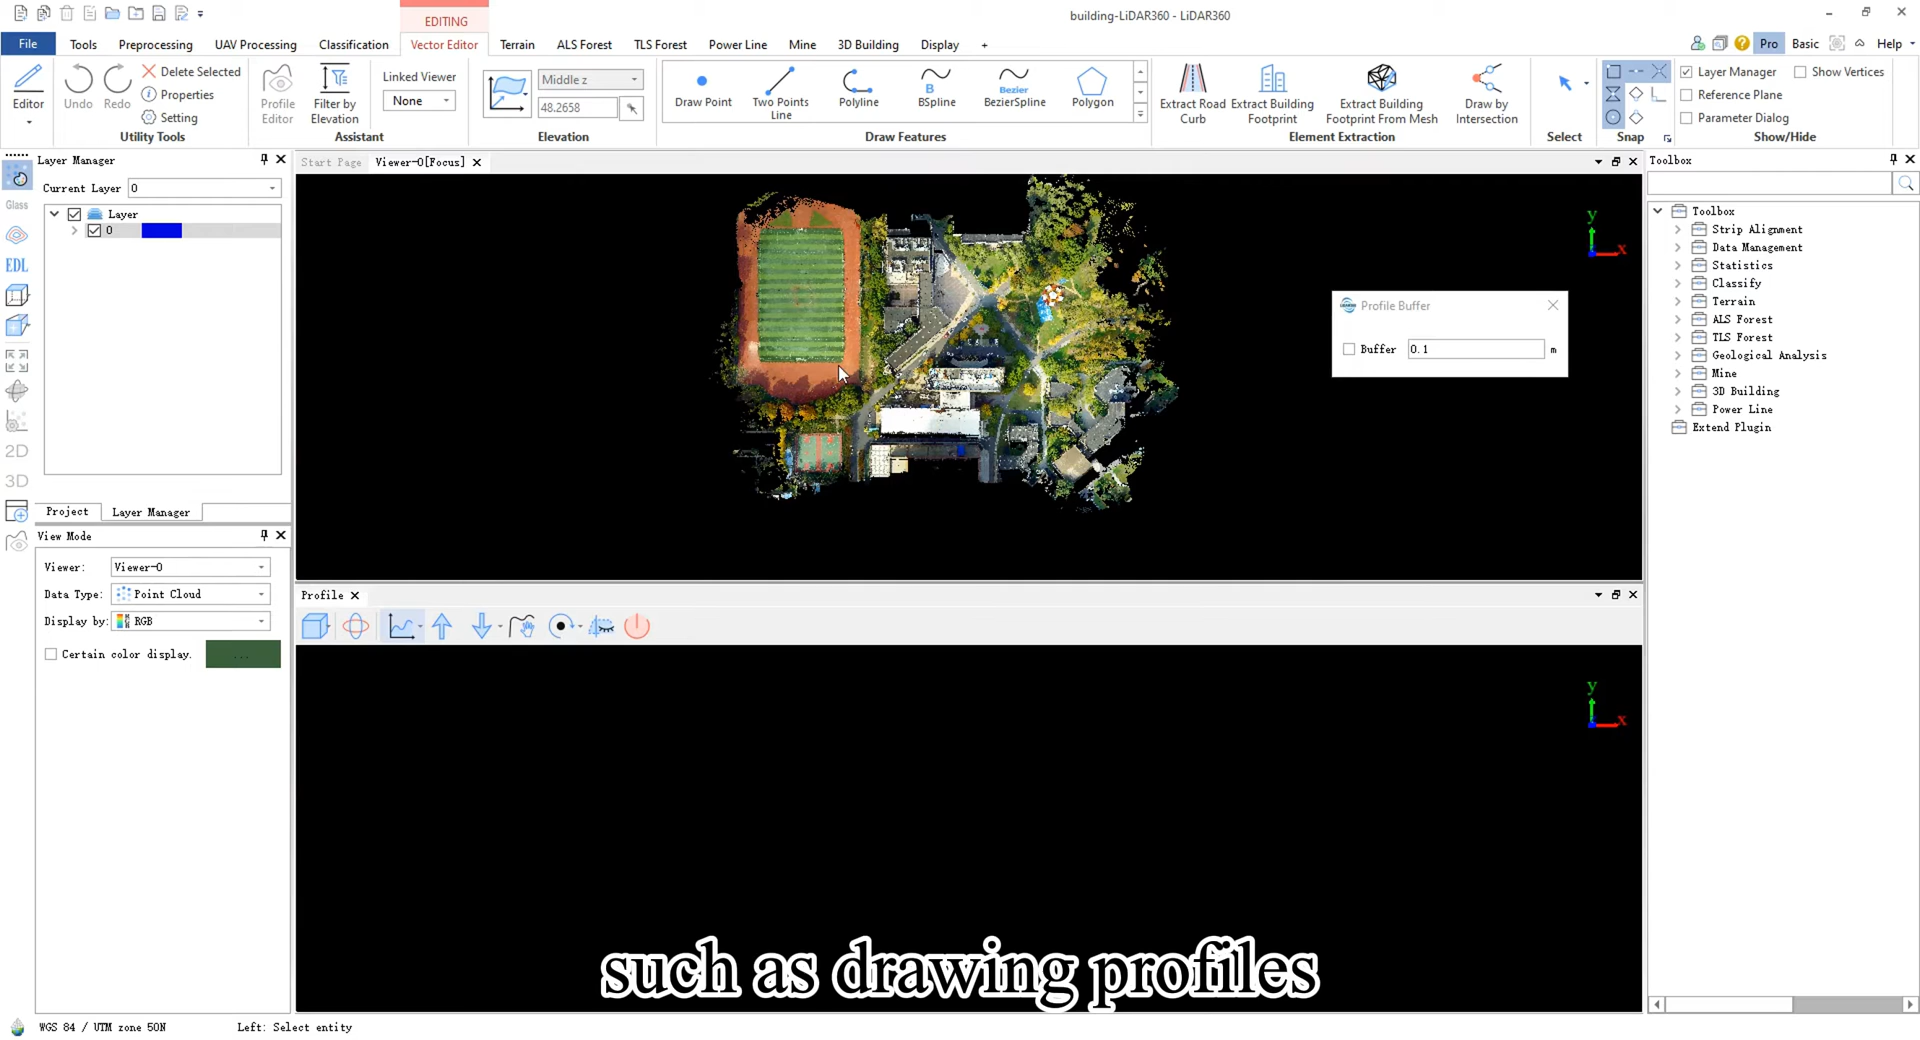 EDITING
building-LiDAR360 - LiDAR360
File Tools Preprocessing UAV Processing Classification Vector Editor Terrain ALS Forest TLS Forest Power Line Mine 3D Building Display + Pro Basic Help
Editor
Undo
Redo
Delete Selected
Properties
Setting
Utility Tools
Profile Editor
Filter by Elevation
Assistant
Linked Viewer
None
Middle z
48.2658
Elevation
Draw Point
Two Points Line
Polyline
B
BSpline
Bezier
BezierSpline
Polygon
Draw Features
Extract Road Curb
Extract Building Footprint
Extract Building Footprint From Mesh
Draw by Intersection
Element Extraction
Select
Snap
Layer Manager
Show Vertices
Reference Plane
Parameter Dialog
Show/Hide
Layer Manager
Current Layer 0
Layer
0
Glass
EDL
2D
3D
Project Layer Manager
View Mode
Viewer: Viewer-0
Data Type: Point Cloud
Display by: RGB
Certain color display. ...
Start Page Viewer-0[Focus]
y
x
Profile Buffer
Buffer 0.1 m
Profile
y
x
Toolbox
Toolbox
Strip Alignment
Data Management
Statistics
Classify
Terrain
ALS Forest
TLS Forest
Geological Analysis
Mine
3D Building
Power Line
Extend Plugin
such as drawing profiles
WGS 84 / UTM zone 50N Left: Select entity